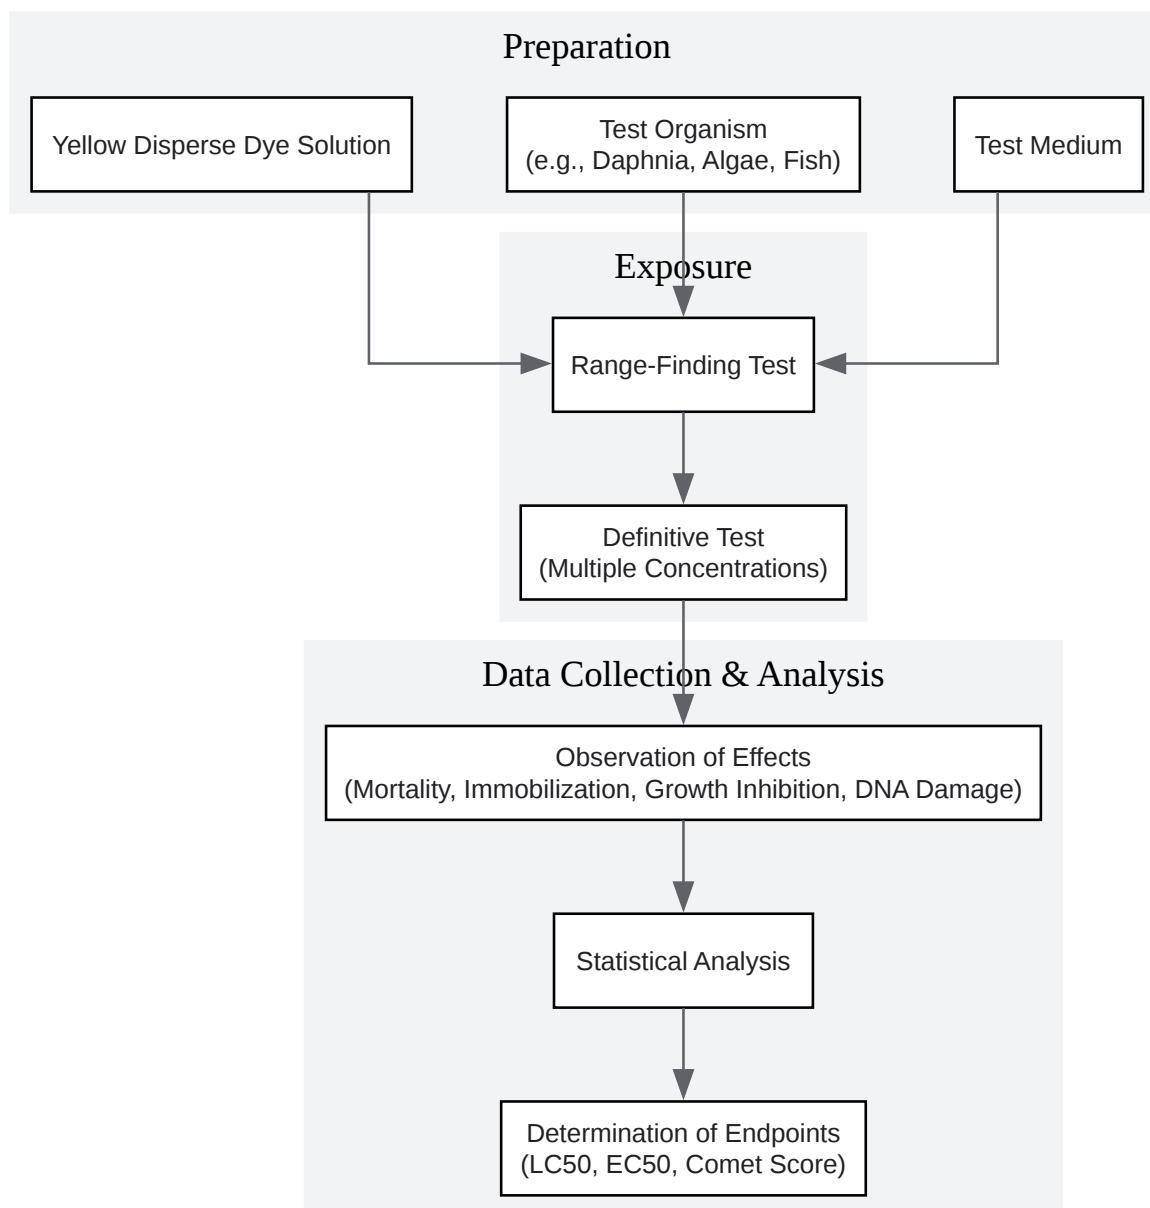 Preparation
Yellow Disperse Dye Solution
Test Organism
(e.g., Daphnia, Algae, Fish)
Test Medium
Exposure
Range-Finding Test
Definitive Test
(Multiple Concentrations)
Data Collection & Analysis
Observation of Effects
(Mortality, Immobilization, Growth Inhibition, DNA Damage)
Statistical Analysis
Determination of Endpoints
(LC50, EC50, Comet Score)